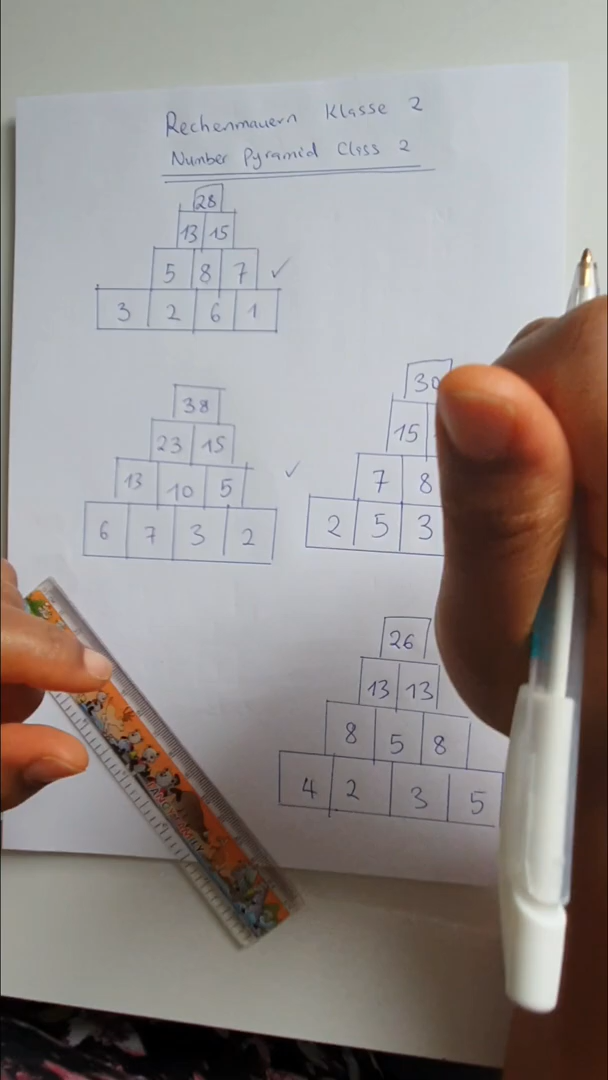 Rechenmauern Klasse 2
Number Pyramid Class 2
28
13 15
5 8 7 ✓
3 2 6 1
38
23 15
13 10 5 ✓
6 7 3 2
30
15
7 8
2 5 3
26
13 13
8 5 8
4 2 3 5